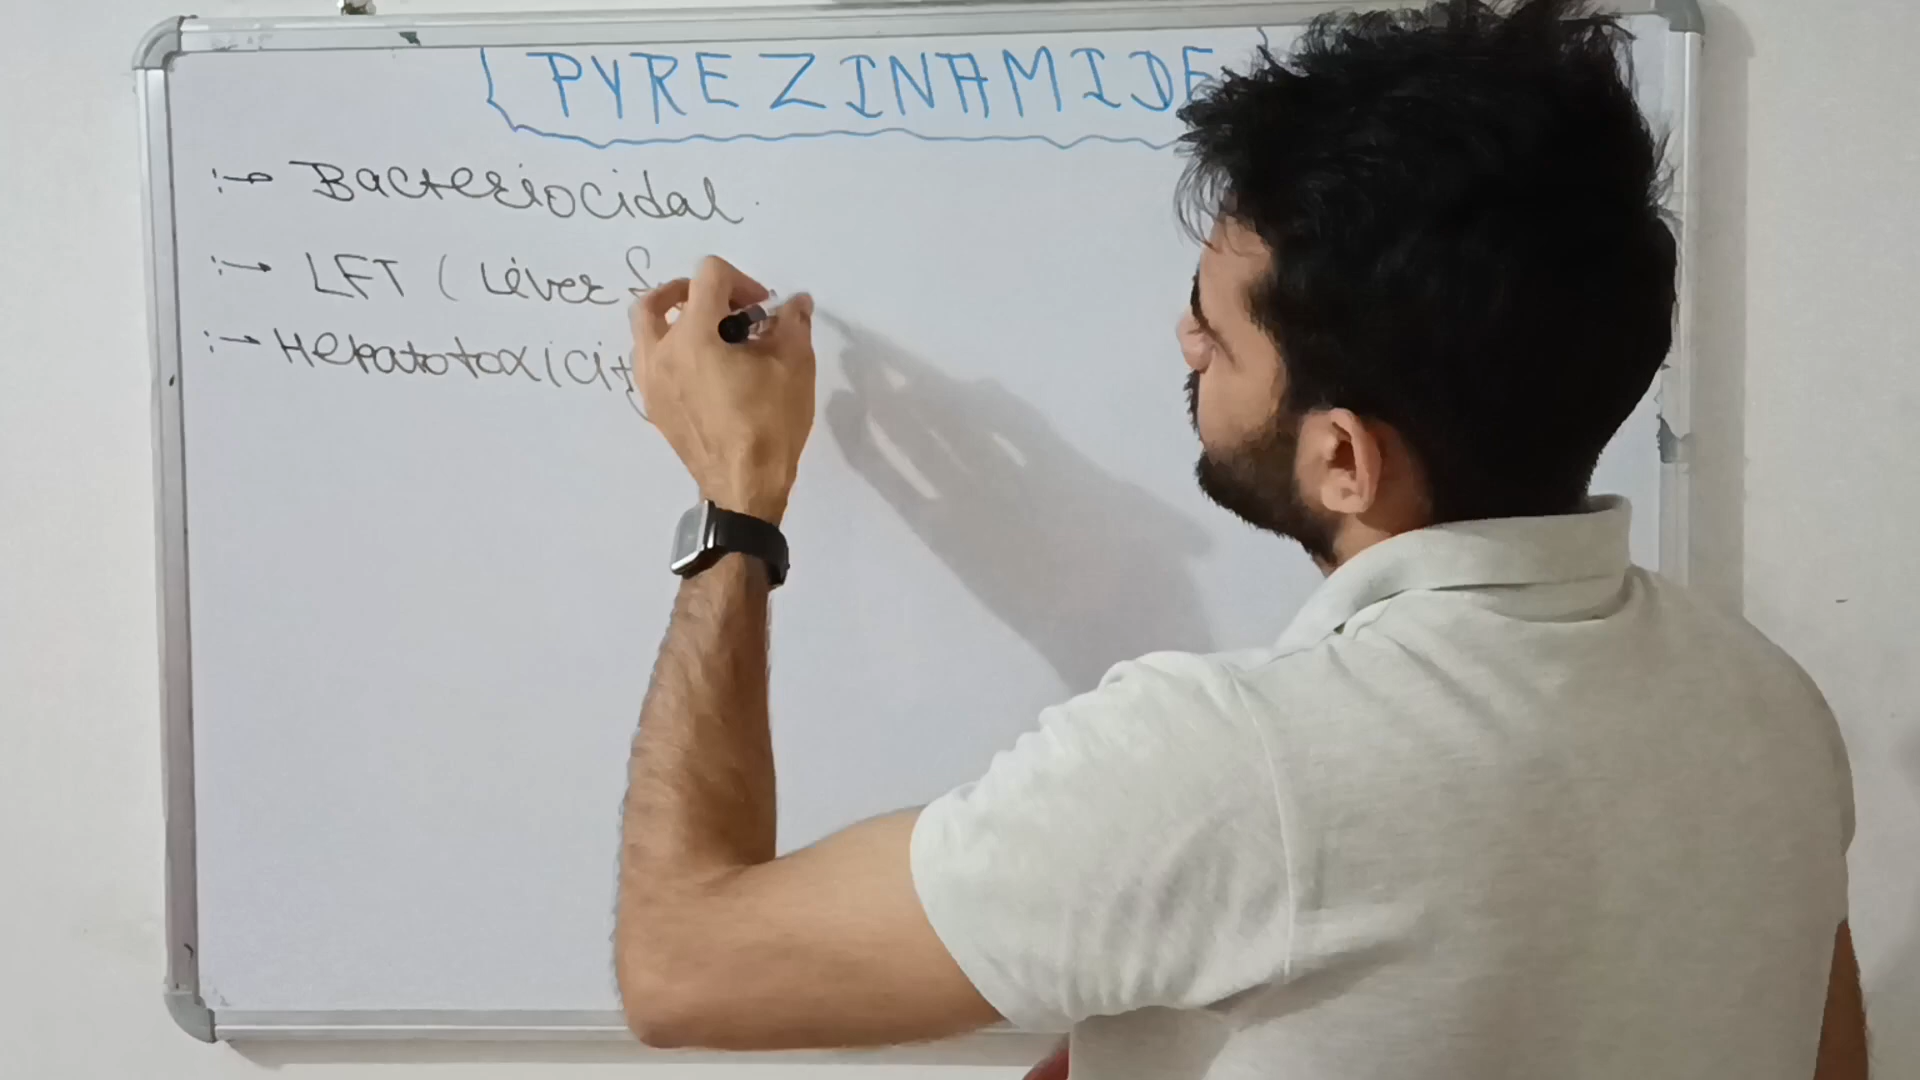 PYREZINAMIDE
:→ Bacteriocidal
:→ LFT ( Liver
:→ Hepatotoxicity